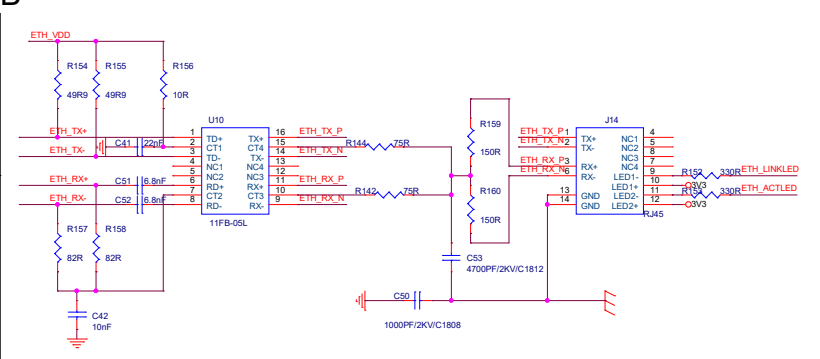 ETH_VDD
R154
R155
R156
49R9
49R9
10R
U10
R159
J14
ETH_TX+
1
TD+
TX+
16
ETH_TX_P
ETH_TX_P
1
TX+
NC1
4
C41
22nF
2
CT1
CT4
15
R144
75R
150R
ETH_TX_N
2
TX-
NC2
5
ETH_TX-
3
TD-
TX-
14
ETH_TX_N
NC3
8
4
NC1
NC4
13
ETH_RX_P
3
RX+
NC4
7
5
NC2
NC3
12
ETH_RX_N
6
RX-
LED1-
9
330R
ETH_LINKLED
ETH_RX+
C51
6.8nF
6
RD+
RX+
11
ETH_RX_P
LED1+
10
3V3
7
CT2
CT3
10
R142
75R
R160
13
GND
LED2-
11
330R
ETH_ACTLED
ETH_RX-
C52
6.8nF
8
RD-
RX-
9
ETH_RX_N
14
GND
LED2+
12
3V3
150R
RJ45
11FB-05L
R157
R158
82R
82R
C53
4700PF/2KV/C1812
C50
C42
10nF
1000PF/2KV/C1808